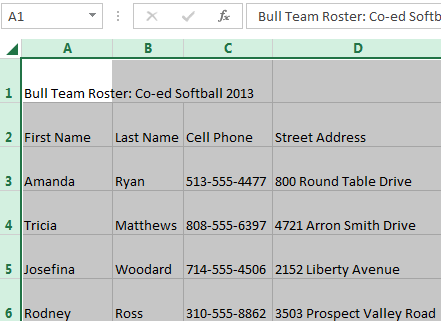 A1 fx Bull Team Roster: Co-ed Softb
A B C D
1 Bull Team Roster: Co-ed Softball 2013
2 First Name Last Name Cell Phone Street Address
3 Amanda Ryan 513-555-4477 800 Round Table Drive
4 Tricia Matthews 808-555-6397 4721 Arron Smith Drive
5 Josefina Woodard 714-555-4506 2152 Liberty Avenue
6 Rodney Ross 310-555-8862 3503 Prospect Valley Road